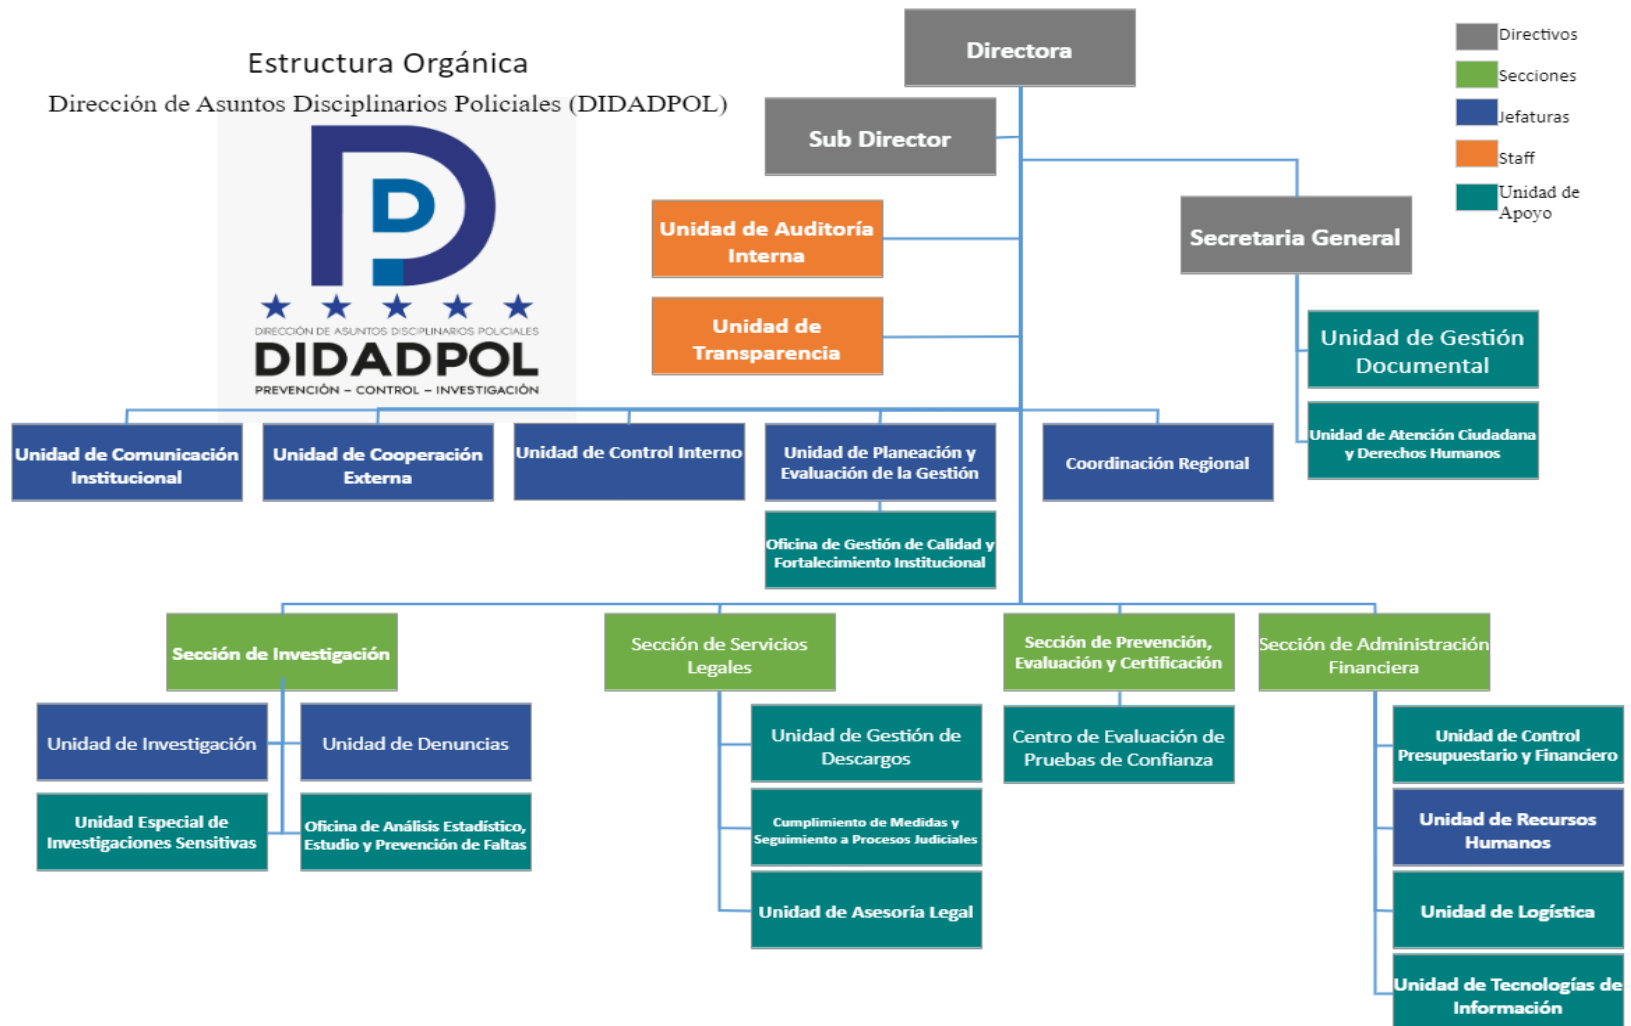 Estructura Orgánica
Dirección de Asuntos Disciplinarios Policiales (DIDADPOL)
DIRECCIÓN DE ASUNTOS DISCIPLINARIOS POLICIALES
DIDADPOL
PREVENCIÓN – CONTROL – INVESTIGACIÓN
Directora
Sub Director
Directivos
Secciones
Jefaturas
Staff
Unidad de
Apoyo
Unidad de Auditoría
Interna
Unidad de
Transparencia
Secretaria General
Unidad de Gestión
Documental
Unidad de Atención Ciudadana
y Derechos Humanos
Unidad de Comunicación
Institucional
Unidad de Cooperación
Externa
Unidad de Control Interno
Unidad de Planeación y
Evaluación de la Gestión
Coordinación Regional
Oficina de Gestión de Calidad y
Fortalecimiento Institucional
Sección de Investigación
Sección de Servicios
Legales
Sección de Prevención,
Evaluación y Certificación
Sección de Administración
Financiera
Unidad de Investigación
Unidad de Denuncias
Unidad Especial de
Investigaciones Sensitivas
Oficina de Análisis Estadístico,
Estudio y Prevención de Faltas
Unidad de Gestión de
Descargos
Cumplimiento de Medidas y
Seguimiento a Procesos Judiciales
Unidad de Asesoría Legal
Centro de Evaluación de
Pruebas de Confianza
Unidad de Control
Presupuestario y Financiero
Unidad de Recursos
Humanos
Unidad de Logística
Unidad de Tecnologías de
Información